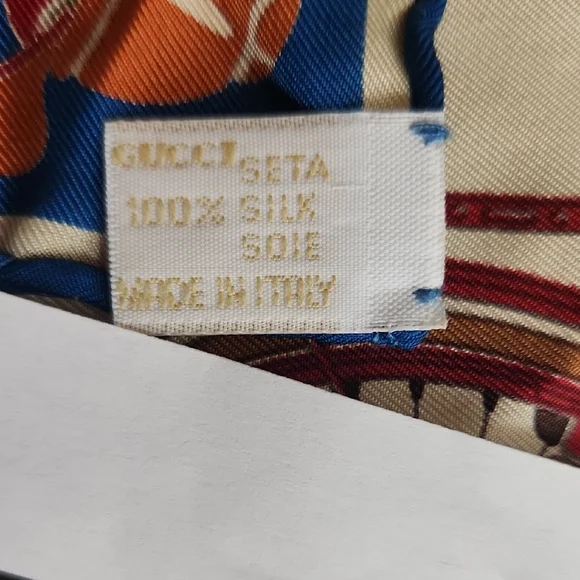 GUCCI SETA
100% SILK
SOIE
MADE IN ITALY